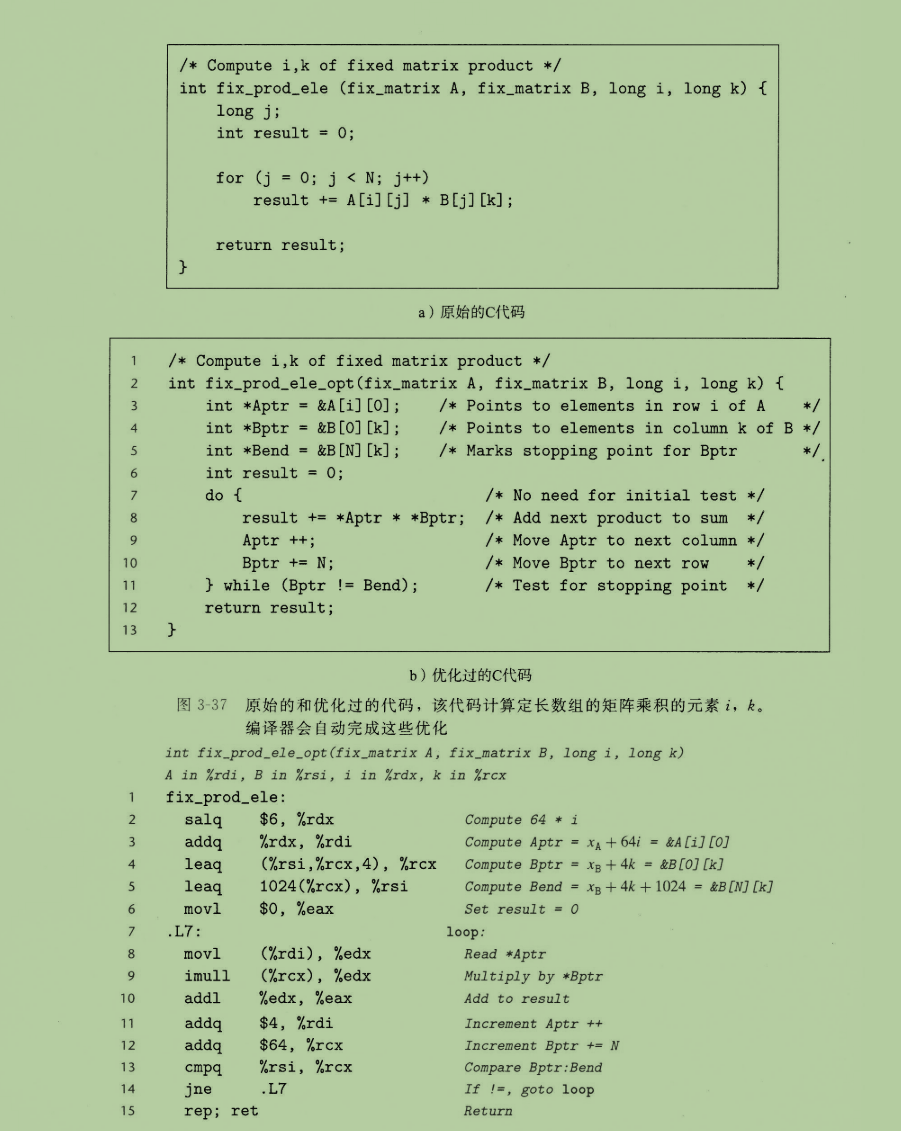 /* Compute i,k of fixed matrix product */
int fix_prod_ele (fix_matrix A, fix_matrix B, long i, long k) {
long j;
int result = 0;
for (j = 0; j < N; j++)
result += A[i][j] * B[j][k];
return result;
}
a）原始的C代码
1 /* Compute i,k of fixed matrix product */
2 int fix_prod_ele_opt(fix_matrix A, fix_matrix B, long i, long k) {
3 int *Aptr = &A[i][0]; /* Points to elements in row i of A */
4 int *Bptr = &B[0][k]; /* Points to elements in column k of B */
5 int *Bend = &B[N][k]; /* Marks stopping point for Bptr */
6 int result = 0;
7 do { /* No need for initial test */
8 result += *Aptr * *Bptr; /* Add next product to sum */
9 Aptr ++; /* Move Aptr to next column */
10 Bptr += N; /* Move Bptr to next row */
11 } while (Bptr != Bend); /* Test for stopping point */
12 return result;
13 }
b）优化过的C代码
图 3-37 原始的和优化过的代码，该代码计算定长数组的矩阵乘积的元素 i，k。
编译器会自动完成这些优化
int fix_prod_ele_opt(fix_matrix A, fix_matrix B, long i, long k)
A in %rdi, B in %rsi, i in %rdx, k in %rcx
1 fix_prod_ele:
2 salq $6, %rdx Compute 64 * i
3 addq %rdx, %rdi Compute Aptr = xA + 64i = &A[i][0]
4 leaq (%rsi,%rcx,4), %rcx Compute Bptr = xB + 4k = &B[0][k]
5 leaq 1024(%rcx), %rsi Compute Bend = xB + 4k + 1024 = &B[N][k]
6 movl $0, %eax Set result = 0
7 .L7: loop:
8 movl (%rdi), %edx Read *Aptr
9 imull (%rcx), %edx Multiply by *Bptr
10 addl %edx, %eax Add to result
11 addq $4, %rdi Increment Aptr ++
12 addq $64, %rcx Increment Bptr += N
13 cmpq %rsi, %rcx Compare Bptr:Bend
14 jne .L7 If !=, goto loop
15 rep; ret Return